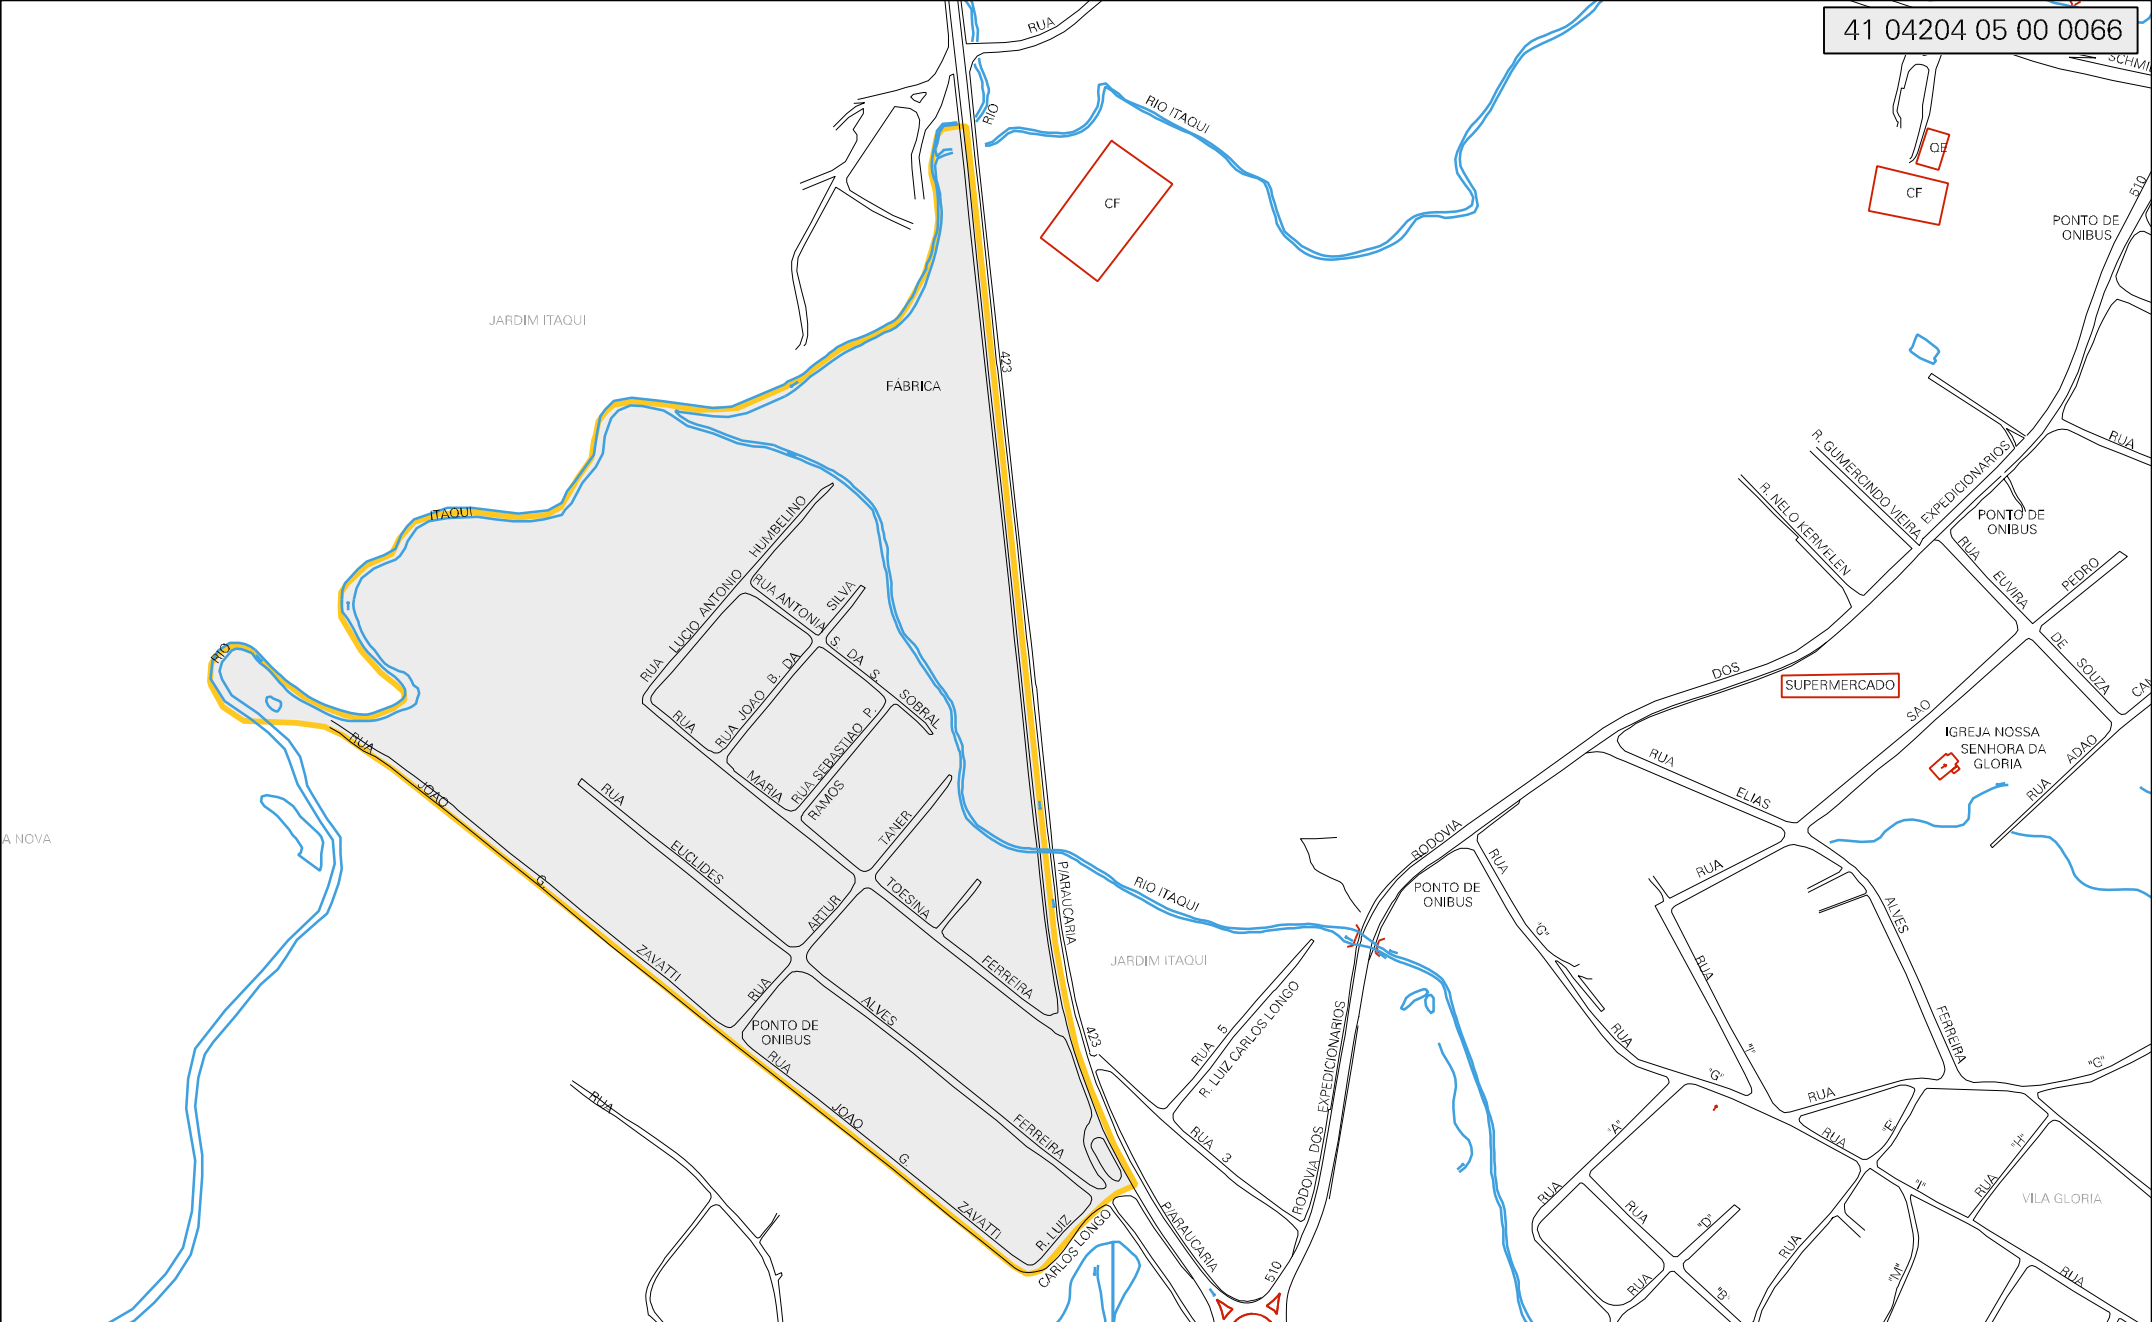 41 04204 05 00 0066
RUA
RIO
RIO ITAQUI
CF
QE
CF
510
PONTO DE
ONIBUS
JARDIM ITAQUI
423
FÁBRICA
RUA
R. GUMERCINDO VIEIRA
EXPEDICIONARIOS
R. NELO KERMELEN
PONTO DE
ONIBUS
ITAQUI
HUMBELINO
RUA LUCIO ANTONIO
RUA ANTONIA
SILVA
S. DA S. SOBRAL
RUA JOAO B. DA
RUA SEBASTIAO P.
RAMOS
RUA
MARIA
TOESINA
FERREIRA
TANER
ARTUR
RUA
RUA
EUCLIDES
ALVES
FERREIRA
RIO
RUA
JOAO
G.
ZAVATTI
PONTO DE
ONIBUS
RUA
JOAO
G.
ZAVATTI
R. LUIZ
CARLOS LONGO
P/ARAUCARIA
423
P/ARAUCARIA
510
RIO ITAQUI
JARDIM ITAQUI
RUA 5
R. LUIZ CARLOS LONGO
RUA 3
RODOVIA DOS EXPEDICIONARIOS
RODOVIA
DOS
PONTO DE
ONIBUS
SUPERMERCADO
RUA
EUVIRA
DE
SOUZA
PEDRO
SAO
IGREJA NOSSA
SENHORA DA
GLORIA
RUA
ADAO
RUA
ELIAS
ALVES
FERREIRA
RUA
RUA
"I"
RUA
"G"
RUA
"G"
RUA
"G"
RUA
"A"
RUA
"E"
RUA
"I"
RUA
"H"
VILA GLORIA
RUA
"D"
RUA
"B"
RUA
"M"
RUA
RUA
A NOVA